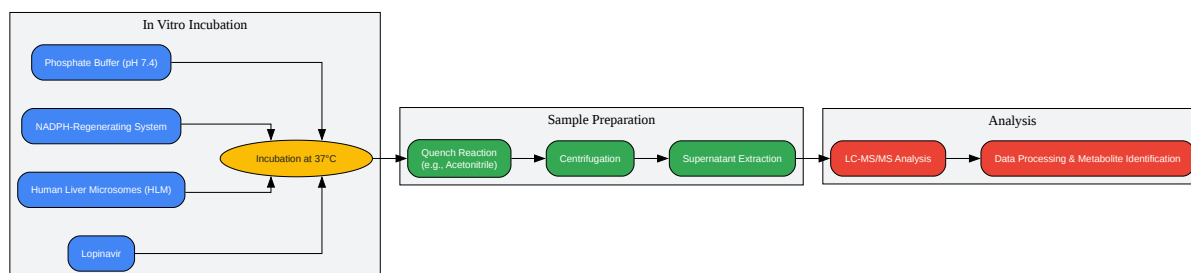 In Vitro Incubation
Phosphate Buffer (pH 7.4)
NADPH-Regenerating System
Incubation at 37°C
Human Liver Microsomes (HLM)
Lopinavir
Sample Preparation
Quench Reaction
(e.g., Acetonitrile)
Centrifugation
Supernatant Extraction
Analysis
LC-MS/MS Analysis
Data Processing & Metabolite Identification